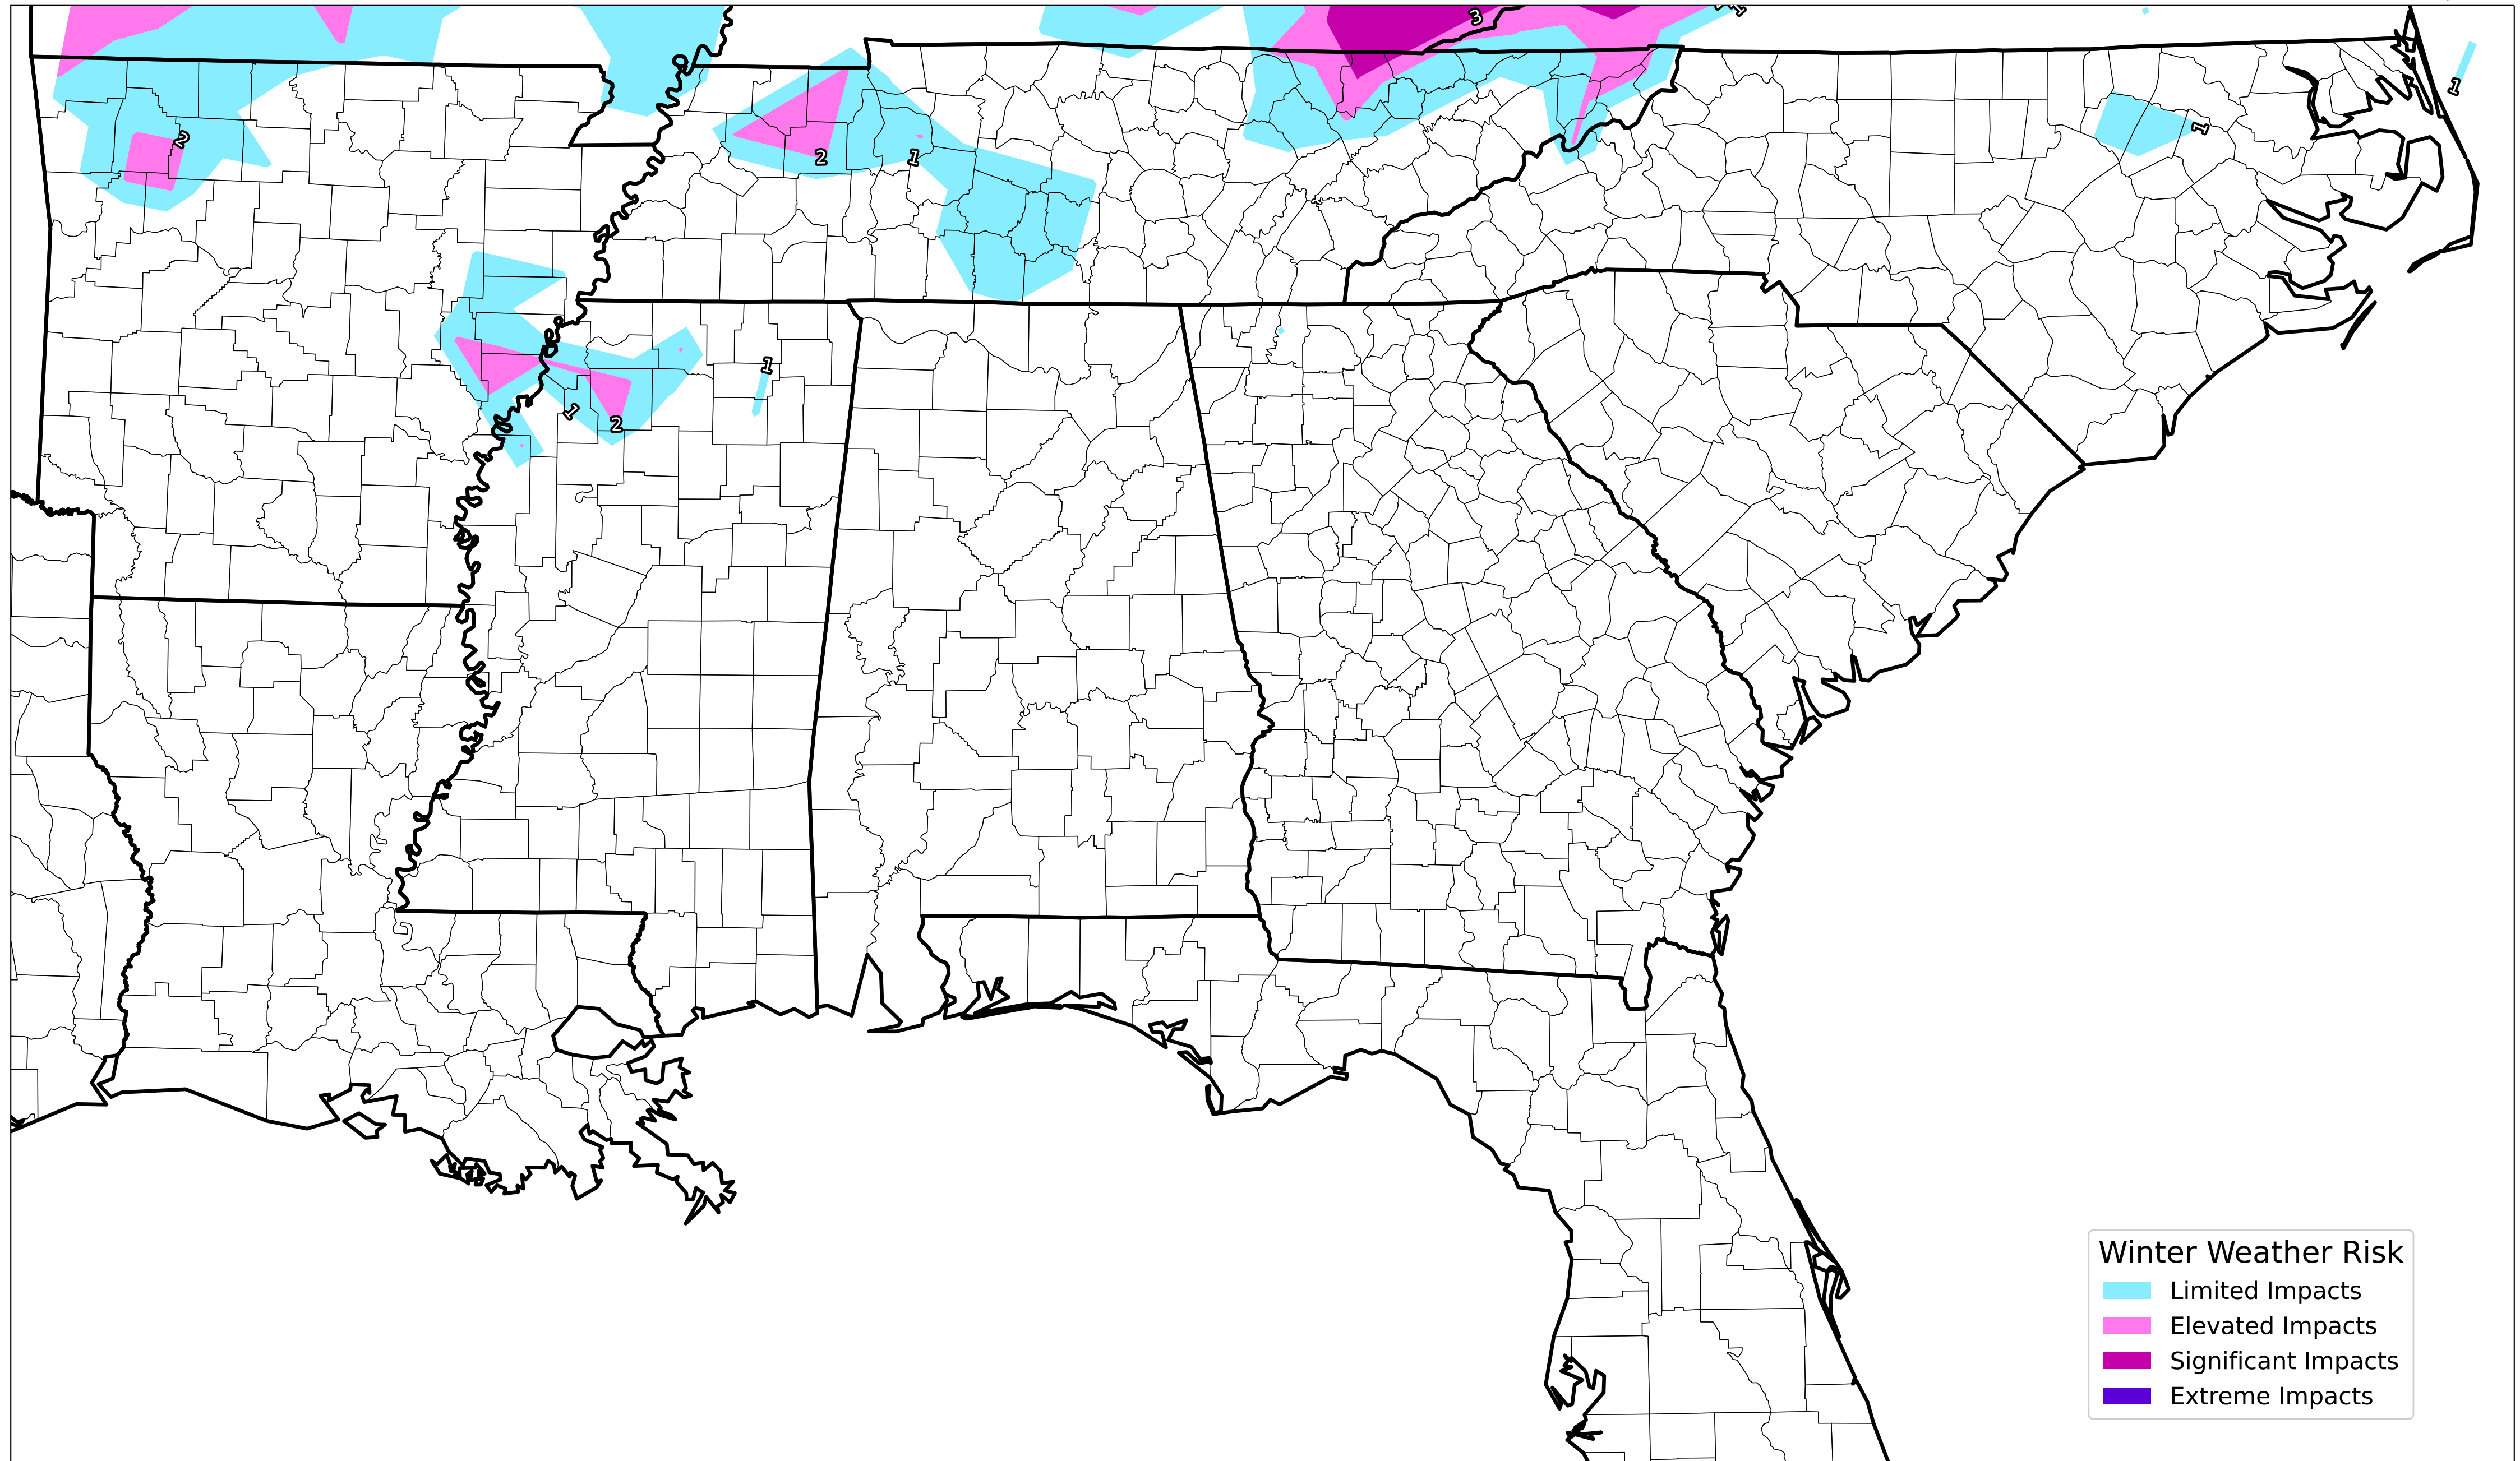 3
1
1
2
2
1
1
1
1
2
Winter Weather Risk
Limited Impacts
Elevated Impacts
Significant Impacts
Extreme Impacts